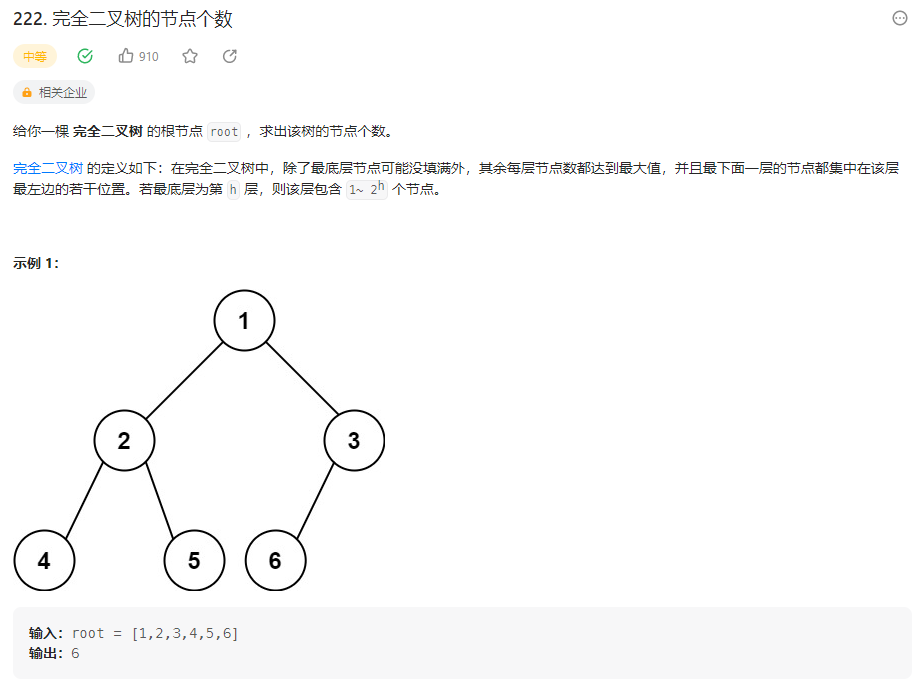 222. 完全二叉树的节点个数
中等 910
相关企业
给你一棵 完全二叉树 的根节点 root ，求出该树的节点个数。
完全二叉树 的定义如下：在完全二叉树中，除了最底层节点可能没填满外，其余每层节点数都达到最大值，并且最下面一层的节点都集中在该层
最左边的若干位置。若最底层为第 h 层，则该层包含 1~ 2^h 个节点。
示例 1：
1
2 3
4 5 6
输入：root = [1,2,3,4,5,6]
输出：6